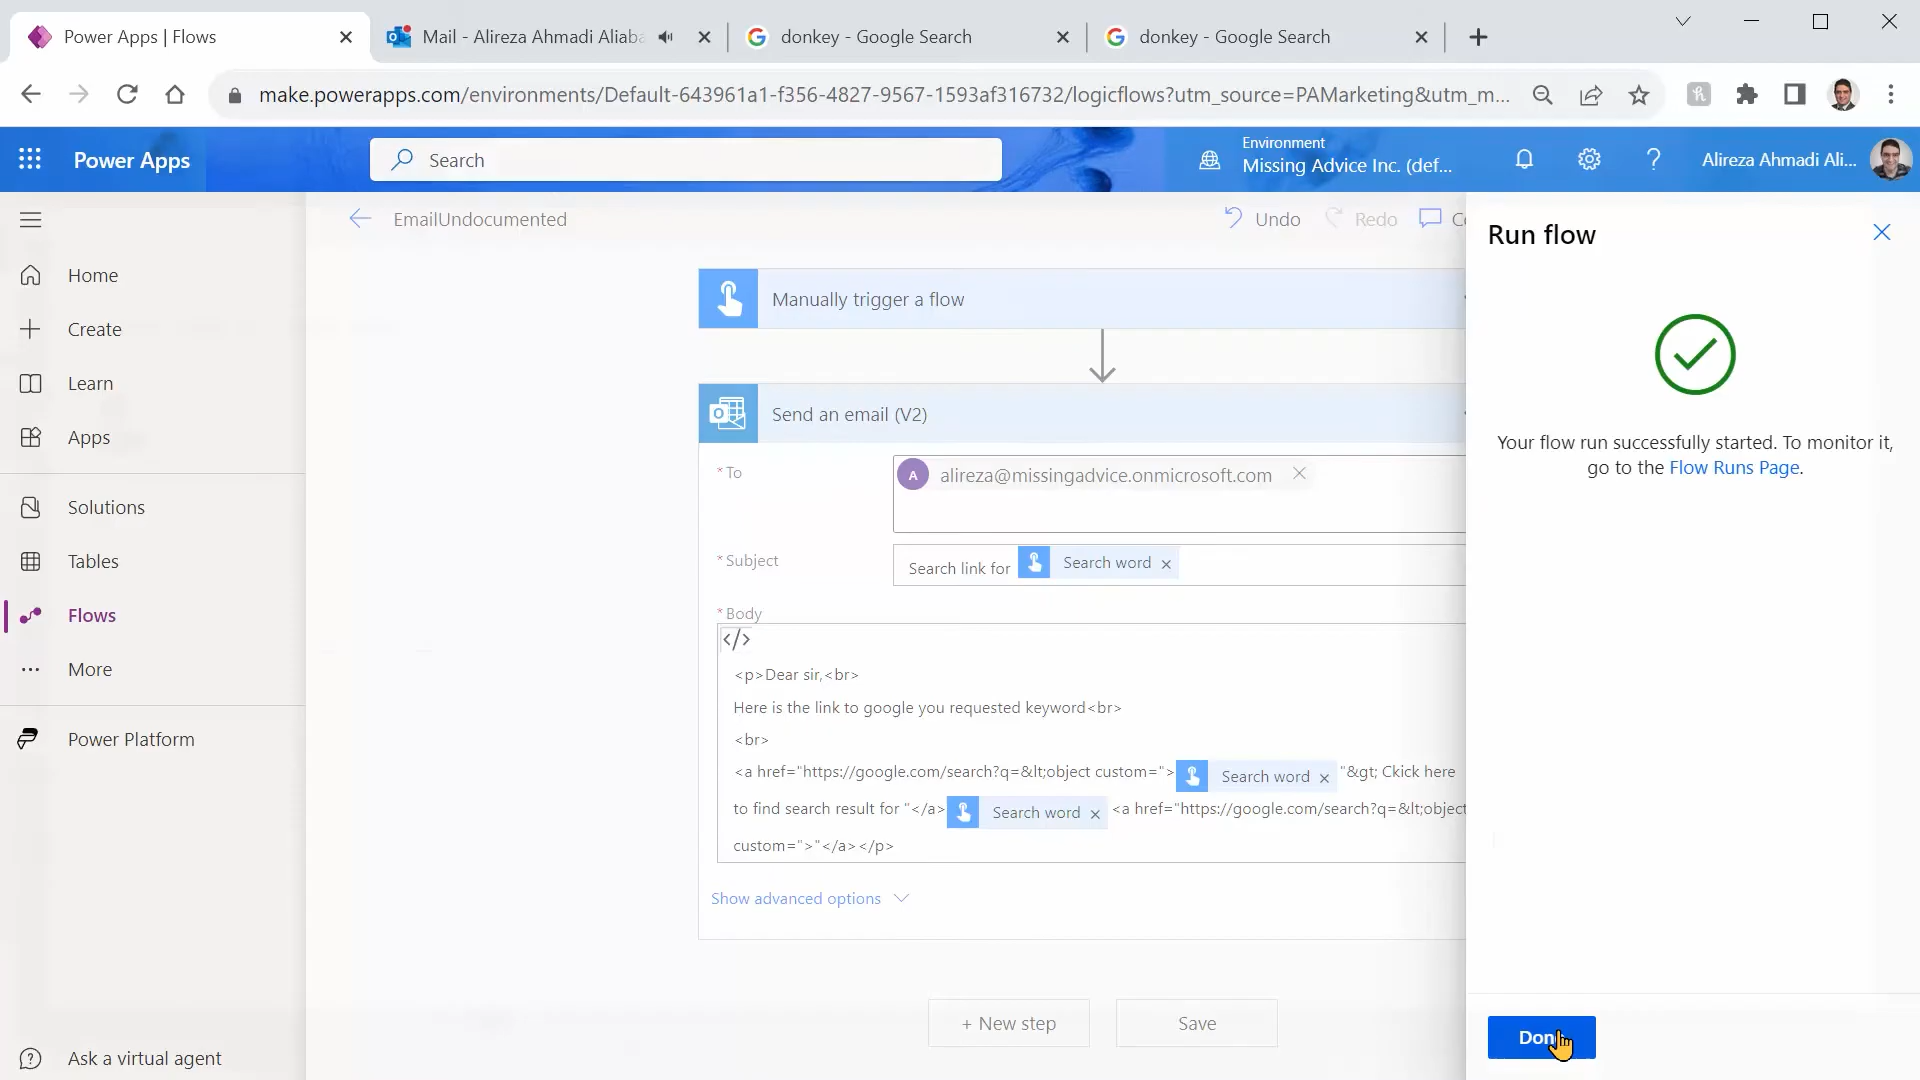 Power Apps | Flows
Mail - Alireza Ahmadi Aliaba
donkey - Google Search
donkey - Google Search
make.powerapps.com/environments/Default-643961a1-f356-4827-9567-1593af316732/logicflows?utm_source=PAMarketing&utm_m...
Power Apps
Search
Environment
Missing Advice Inc. (def...
Alireza Ahmadi Ali...
EmailUndocumented
Undo
Redo
Run flow
Home
Create
Learn
Apps
Solutions
Tables
Flows
More
Power Platform
Ask a virtual agent
Manually trigger a flow
Send an email (V2)
* To
A alireza@missingadvice.onmicrosoft.com
* Subject
Search link for Search word
* Body
</>
<p>Dear sir,<br>
Here is the link to google you requested keyword<br>
<br>
<a href="https://google.com/search?q=&lt;object custom="> Search word "&gt; Ckick here
to find search result for "</a> Search word <a href="https://google.com/search?q=&lt;object
custom=">"</a></p>
Show advanced options
+ New step
Save
Your flow run successfully started. To monitor it,
go to the Flow Runs Page.
Don